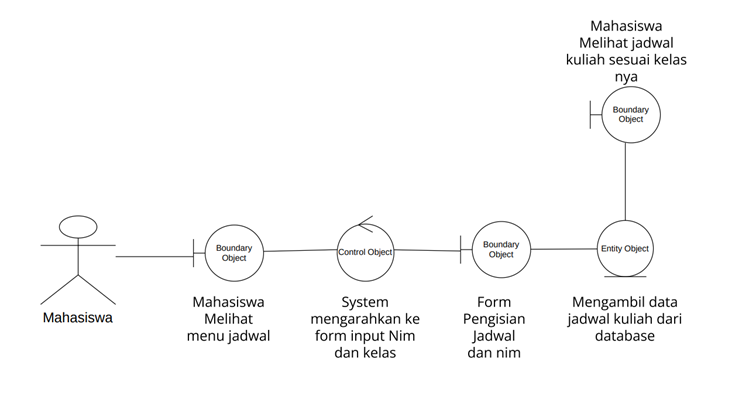 Mahasiswa
Melihat jadwal
kuliah sesuai kelas
nya
Boundary
Object
Boundary
Object
Control Object
Boundary
Object
Entity Object
Mahasiswa
Mahasiswa
Melihat
menu jadwal
System
mengarahkan ke
form input Nim
dan kelas
Form
Pengisian
Jadwal
dan nim
Mengambil data
jadwal kuliah dari
database